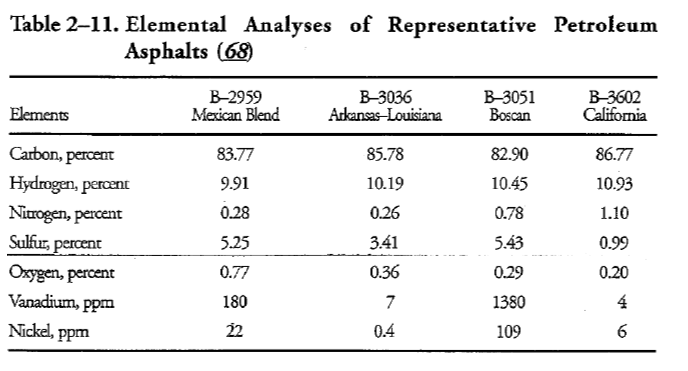 Table 2–11. Elemental Analyses of Representative Petroleum
Asphalts (68)
B–2959 B–3036 B–3051 B–3602
Elements Mexican Blend Arkansas–Louisiana Boscan California
Carbon, percent 83.77 85.78 82.90 86.77
Hydrogen, percent 9.91 10.19 10.45 10.93
Nitrogen, percent 0.28 0.26 0.78 1.10
Sulfur, percent 5.25 3.41 5.43 0.99
Oxygen, percent 0.77 0.36 0.29 0.20
Vanadium, ppm 180 7 1380 4
Nickel, ppm 22 0.4 109 6